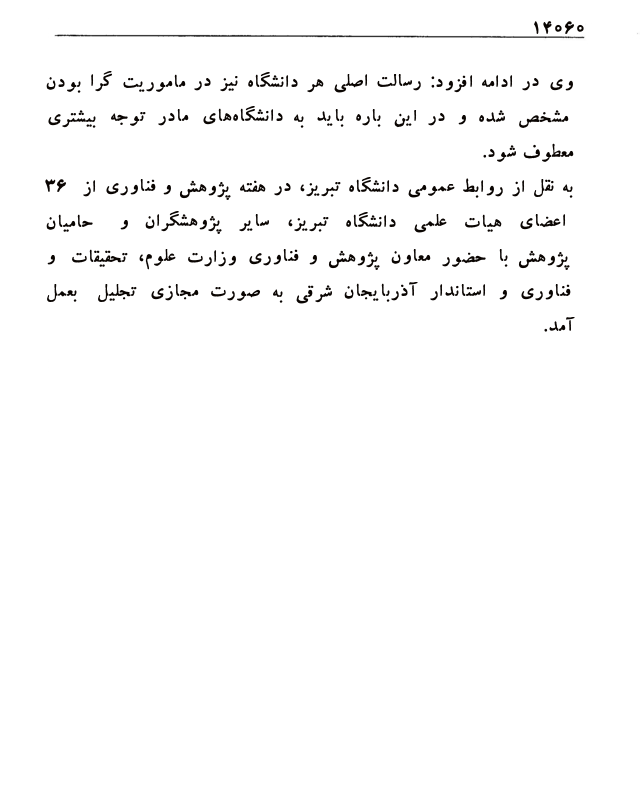 ۱۴۰۶۰
وی در ادامه افزود: رسالت اصلی هر دانشگاه نیز در ماموریت گرا بودن
مشخص شده و در این باره باید به دانشگاه‌های مادر توجه بیشتری
معطوف شود.
به نقل از روابط عمومی دانشگاه تبریز، در هفته پژوهش و فناوری از ۳۶
اعضای هیات علمی دانشگاه تبریز، سایر پژوهشگران و حامیان
پژوهش با حضور معاون پژوهش و فناوری وزارت علوم، تحقیقات و
فناوری و استاندار آذربایجان شرقی به صورت مجازی تجلیل بعمل
آمد.